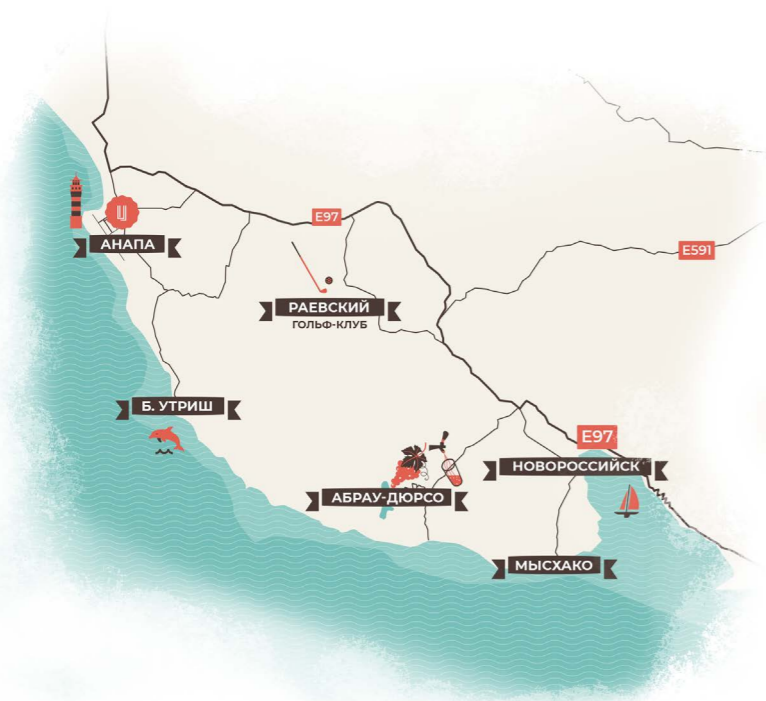 E97
E591
АНАПА
РАЕВСКИЙ
ГОЛЬФ-КЛУБ
Б. УТРИШ
E97
НОВОРОССИЙСК
АБРАУ-ДЮРСО
МЫСХАКО